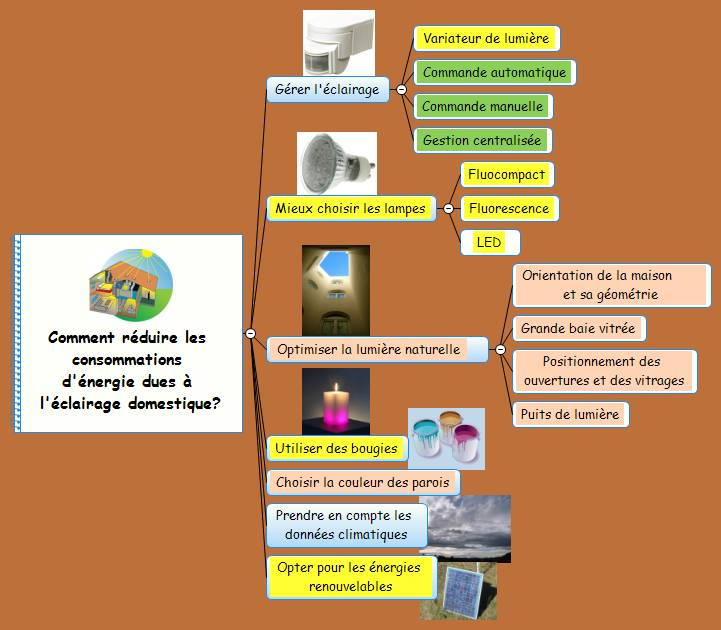 Comment réduire les
consommations
d'énergie dues à
l'éclairage domestique?
Gérer l'éclairage
Variateur de lumière
Commande automatique
Commande manuelle
Gestion centralisée
Mieux choisir les lampes
Fluocompact
Fluorescence
LED
Optimiser la lumière naturelle
Orientation de la maison
et sa géométrie
Grande baie vitrée
Positionnement des
ouvertures et des vitrages
Puits de lumière
Utiliser des bougies
Choisir la couleur des parois
Prendre en compte les
données climatiques
Opter pour les énergies
renouvelables